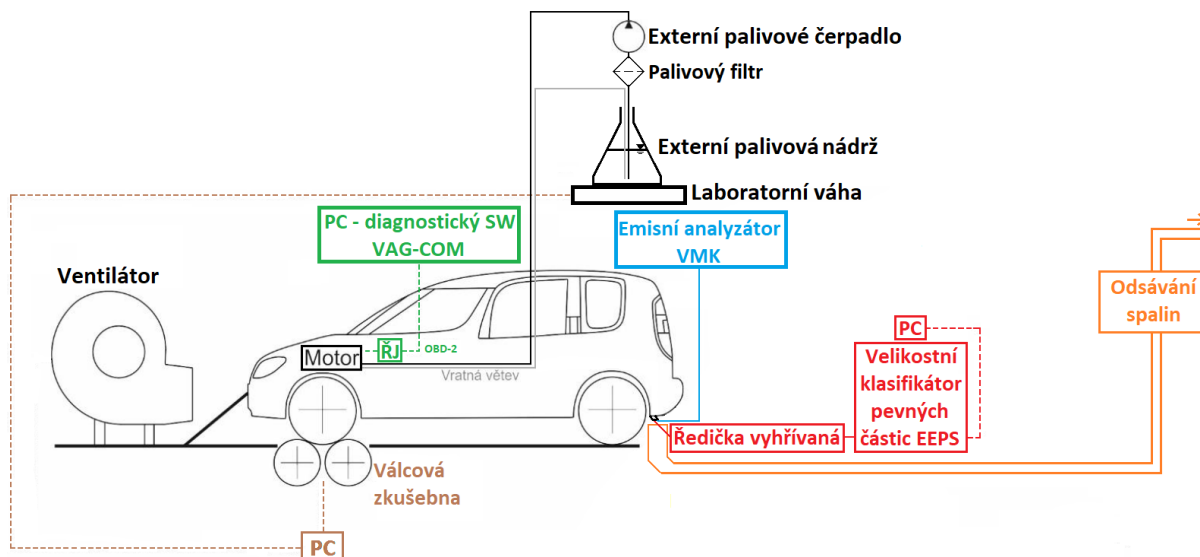 Externí palivové čerpadlo
Palivový filtr
Externí palivová nádrž
Laboratorní váha
PC - diagnostický SW
VAG-COM
Emisní analyzátor
VMK
Ventilátor
Odsávání
spalin
PC
Motor
ŘJ
OBD-2
Vratná větev
Velikostní
klasifikátor
pevných
částic EEPS
Ředička vyhřívaná
Válcová
zkušebna
PC